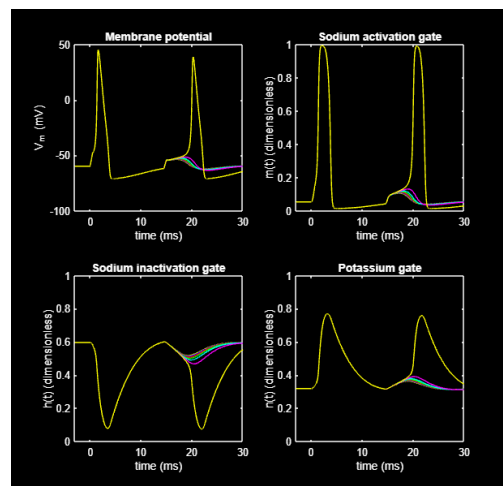 Membrane potential
50
0
-50
-100
V_m (mV)
0 10 20 30
time (ms)
Sodium activation gate
1
0.8
0.6
0.4
0.2
0
m(t) (dimensionless)
0 10 20 30
time (ms)
Sodium inactivation gate
1
0.8
0.6
0.4
0.2
0
h(t) (dimensionless)
0 10 20 30
time (ms)
Potassium gate
1
0.8
0.6
0.4
0.2
0
n(t) (dimensionless)
0 10 20 30
time (ms)